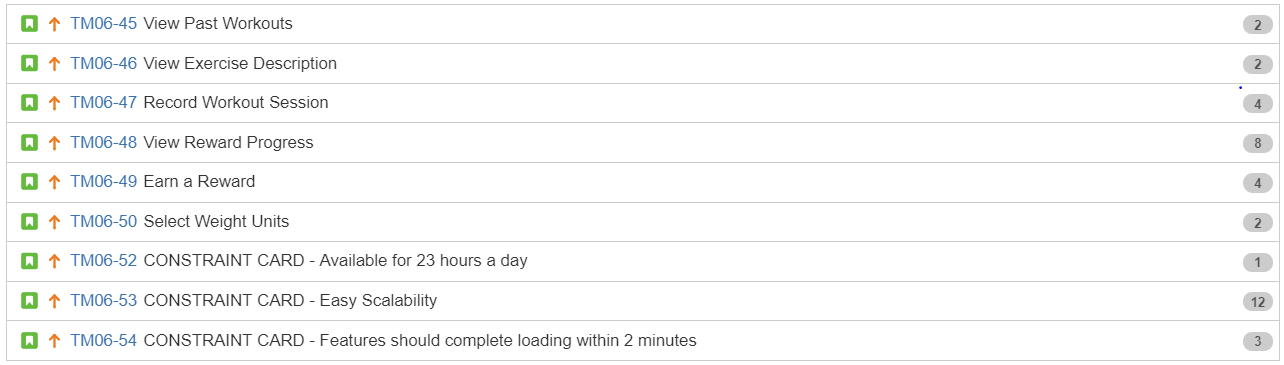 TM06-45 View Past Workouts 2
TM06-46 View Exercise Description 2
TM06-47 Record Workout Session 4
TM06-48 View Reward Progress 8
TM06-49 Earn a Reward 4
TM06-50 Select Weight Units 2
TM06-52 CONSTRAINT CARD - Available for 23 hours a day 1
TM06-53 CONSTRAINT CARD - Easy Scalability 12
TM06-54 CONSTRAINT CARD - Features should complete loading within 2 minutes 3